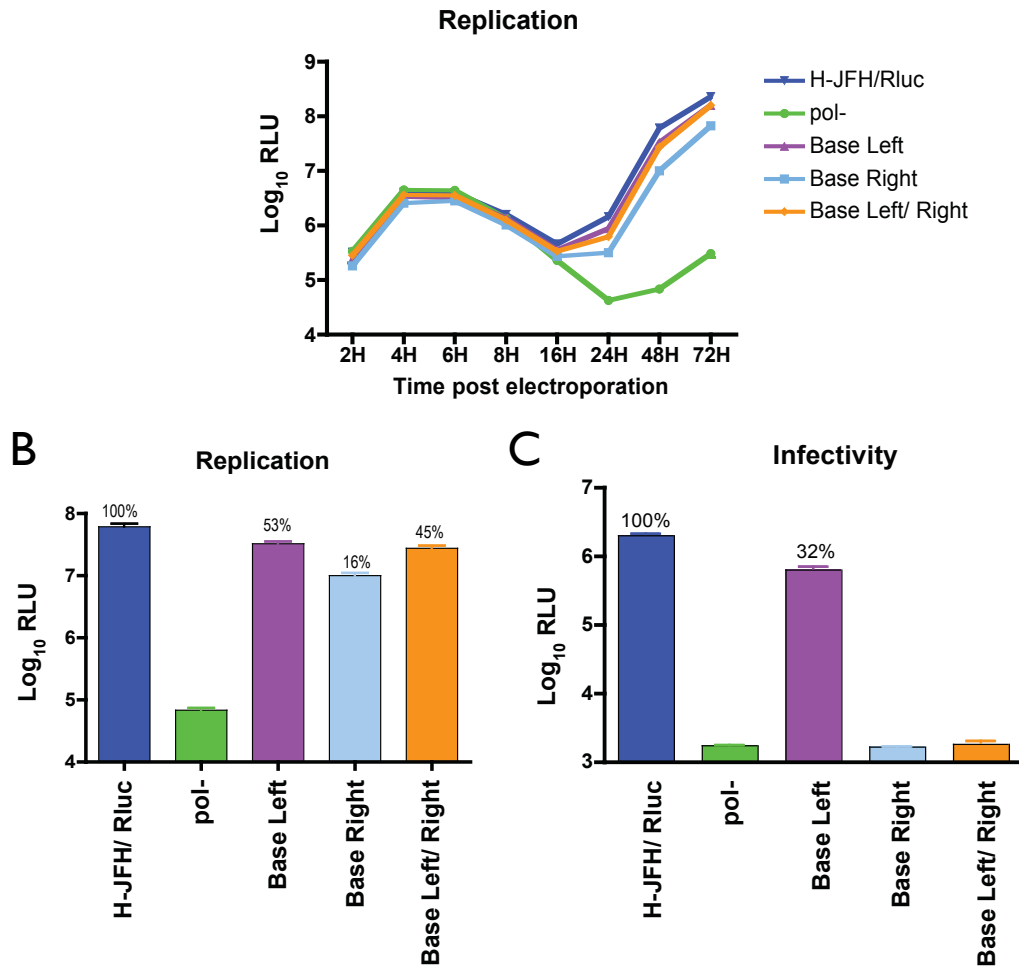 Replication
Log10 RLU
9
8
7
6
5
4
2H 4H 6H 8H 16H 24H 48H 72H
Time post electroporation
H-JFH/Rluc
pol-
Base Left
Base Right
Base Left/ Right
B
Replication
Log10 RLU
8
7
6
5
4
100%
53%
16%
45%
H-JFH/ Rluc
pol-
Base Left
Base Right
Base Left/ Right
C
Infectivity
Log10 RLU
7
6
5
4
3
100%
32%
H-JFH/ Rluc
pol-
Base Left
Base Right
Base Left/ Right